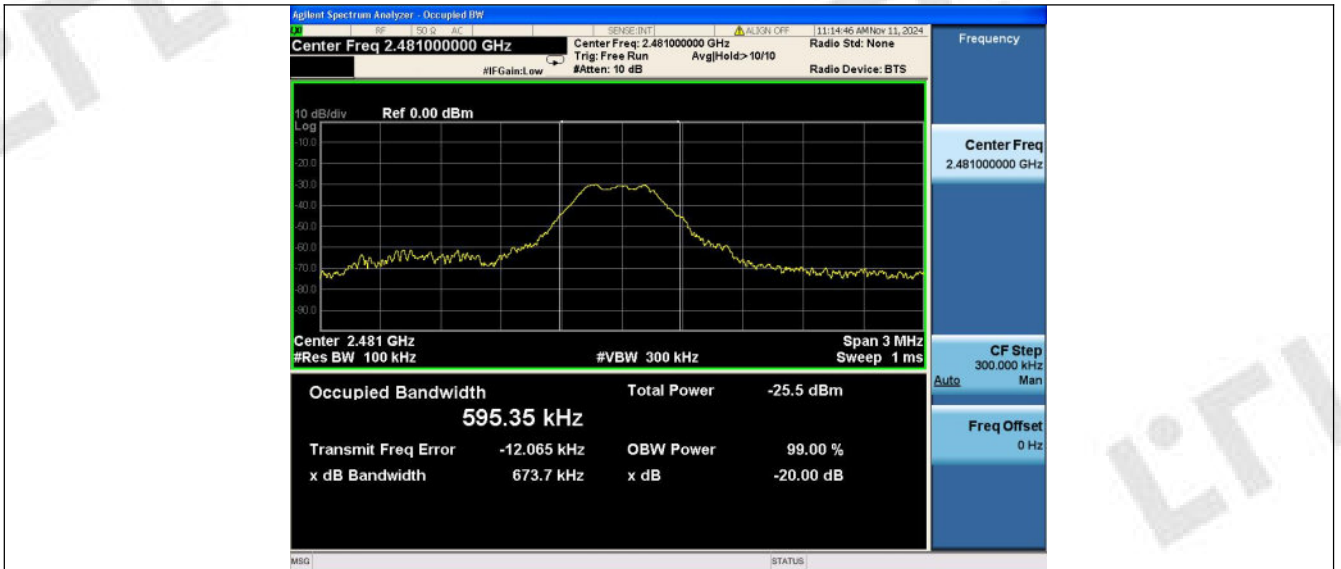 Agilent Spectrum Analyzer - Occupied BW
RF 50 Ω AC SENSE:INT ALIGN OFF 11:14:46 AM Nov 11, 2024
Center Freq 2.481000000 GHz
Center Freq: 2.481000000 GHz Radio Std: None
Trig: Free Run Avg|Hold:> 10/10
#IFGain:Low #Atten: 10 dB Radio Device: BTS
10 dB/div Ref 0.00 dBm
Log
-10.0
-20.0
-30.0
-40.0
-50.0
-60.0
-70.0
-80.0
-90.0
Center 2.481 GHz Span 3 MHz
#Res BW 100 kHz #VBW 300 kHz Sweep 1 ms
Occupied Bandwidth Total Power -25.5 dBm
595.35 kHz
Transmit Freq Error -12.065 kHz OBW Power 99.00 %
x dB Bandwidth 673.7 kHz x dB -20.00 dB
MSG STATUS
Frequency
Center Freq
2.481000000 GHz
CF Step
300.000 kHz
Auto Man
Freq Offset
0 Hz